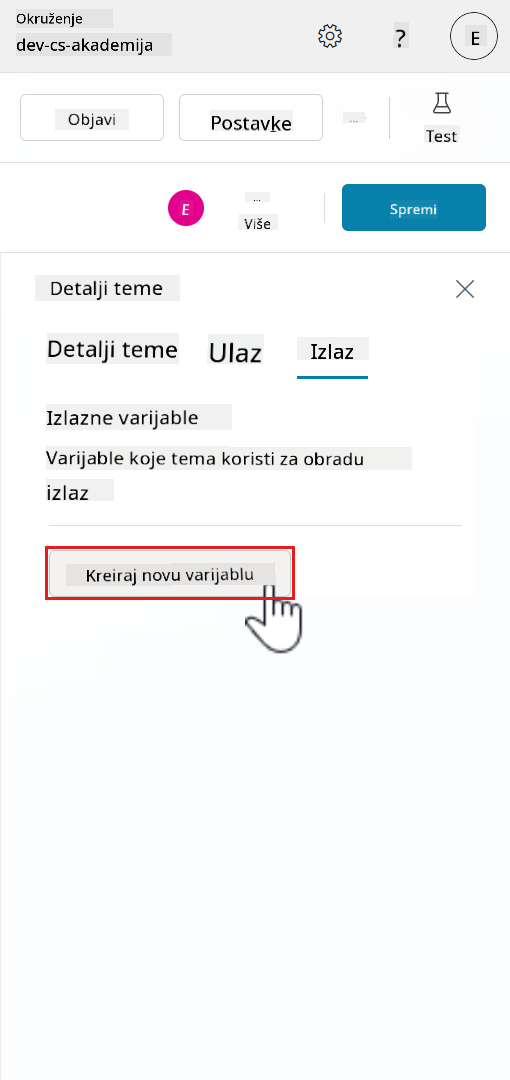 Okruženje
dev-cs-akademija
?
E
Objavi
Postavke
...
Test
E
...
Više
Spremi
Detalji teme
Detalji teme
Ulaz
Izlaz
Izlazne varijable
Varijable koje tema koristi za obradu
izlaz
Kreiraj novu varijablu